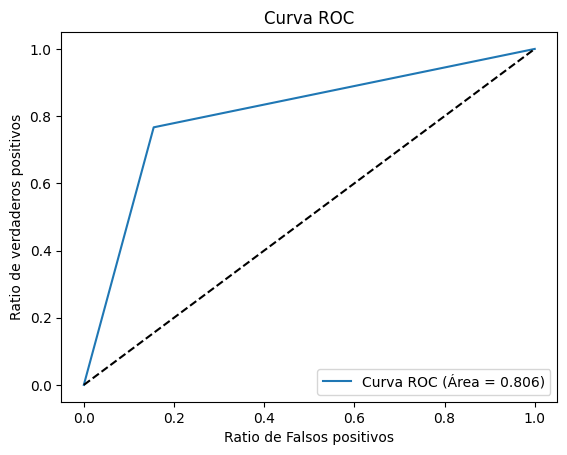 Curva ROC
1.0
0.8
0.6
0.4
0.2
0.0
Ratio de verdaderos positivos
Curva ROC (Área = 0.806)
0.0 0.2 0.4 0.6 0.8 1.0
Ratio de Falsos positivos